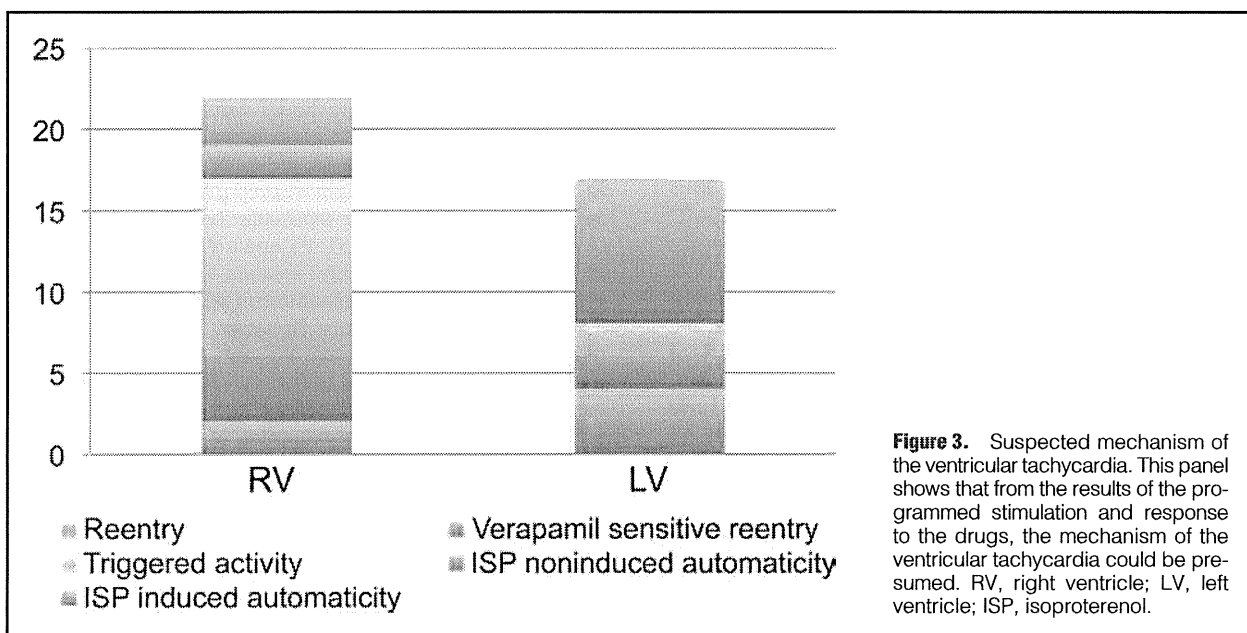 25
20
15
10
5
0
RV
LV
Reentry
Verapamil sensitive reentry
Triggered activity
ISP noninduced automaticity
ISP induced automaticity
Figure 3. Suspected mechanism of
the ventricular tachycardia. This panel
shows that from the results of the pro-
grammed stimulation and response
to the drugs, the mechanism of the
ventricular tachycardia could be pre-
sumed. RV, right ventricle; LV, left
ventricle; ISP, isoproterenol.